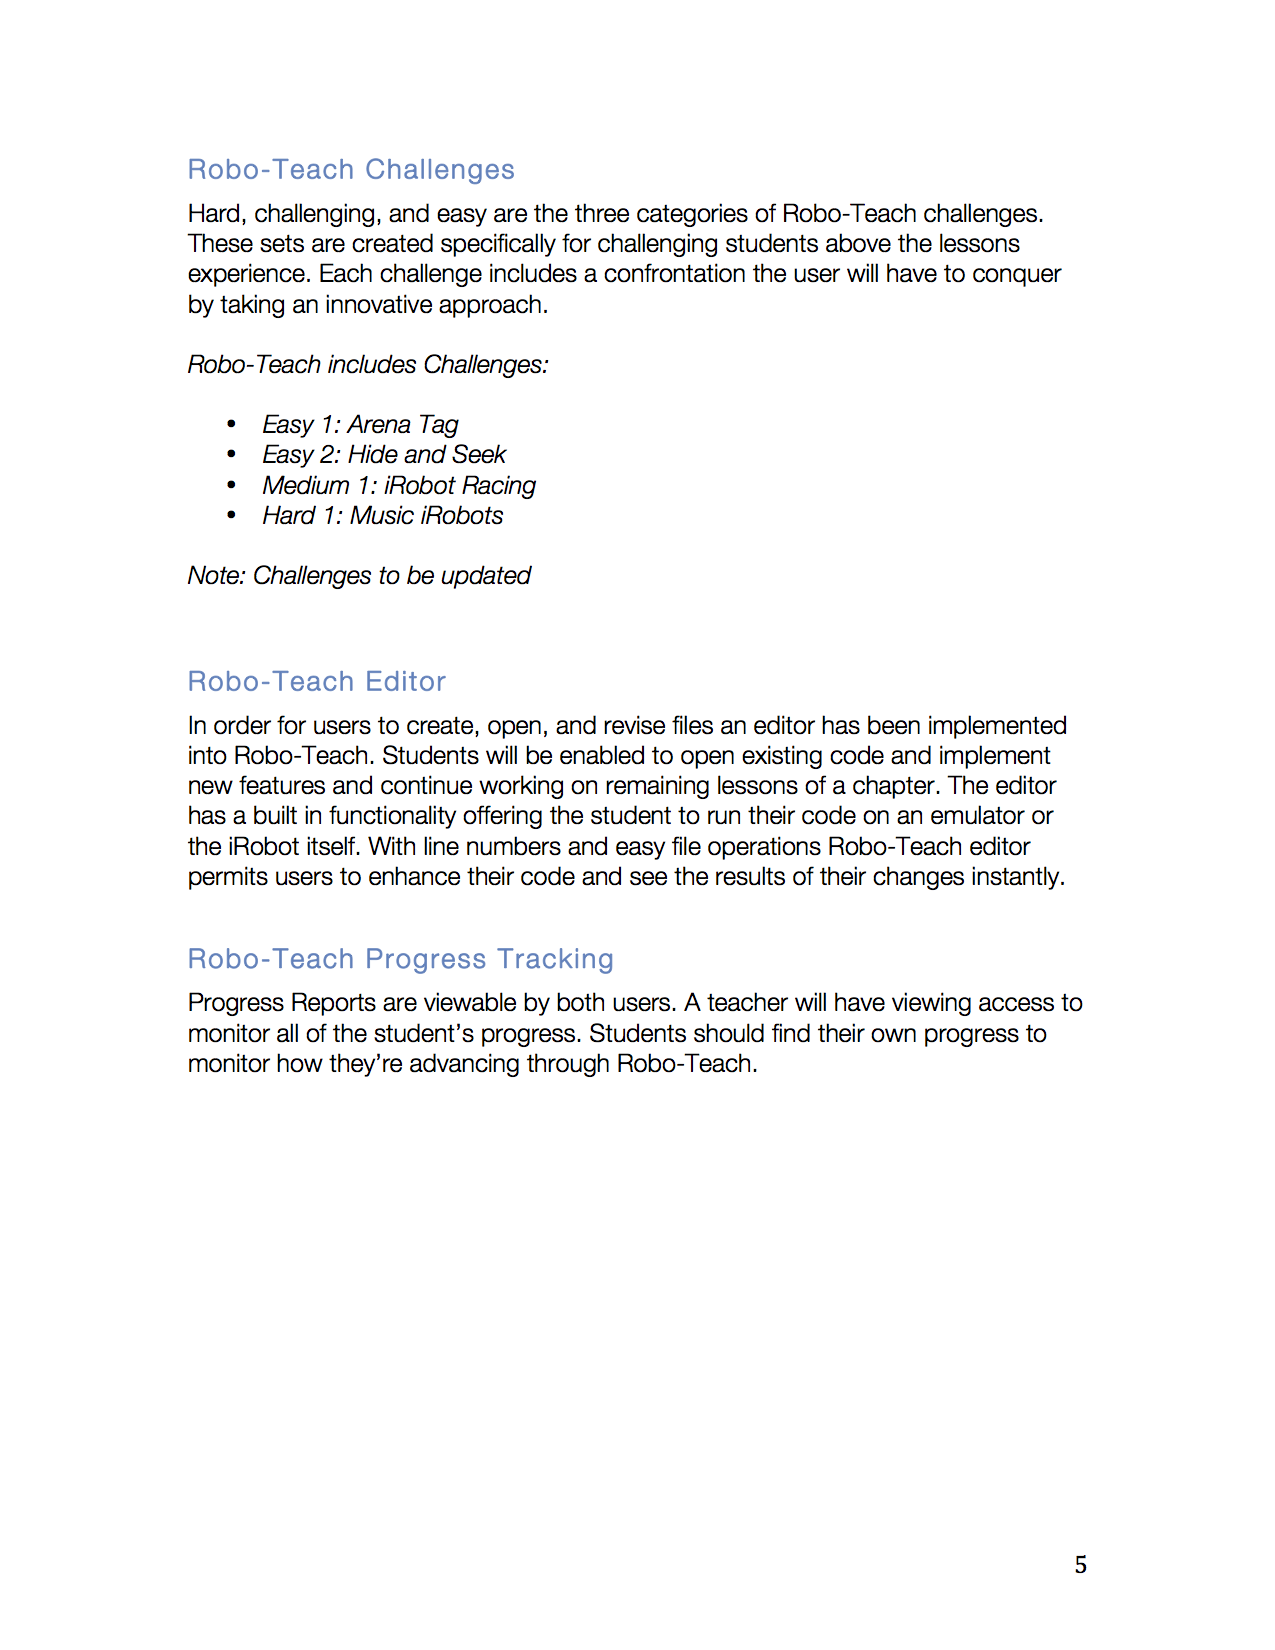 Robo-Teach Challenges
Hard, challenging, and easy are the three categories of Robo-Teach challenges.
These sets are created specifically for challenging students above the lessons
experience. Each challenge includes a confrontation the user will have to conquer
by taking an innovative approach.
Robo-Teach includes Challenges:
• Easy 1: Arena Tag
• Easy 2: Hide and Seek
• Medium 1: iRobot Racing
• Hard 1: Music iRobots
Note: Challenges to be updated
Robo-Teach Editor
In order for users to create, open, and revise files an editor has been implemented
into Robo-Teach. Students will be enabled to open existing code and implement
new features and continue working on remaining lessons of a chapter. The editor
has a built in functionality offering the student to run their code on an emulator or
the iRobot itself. With line numbers and easy file operations Robo-Teach editor
permits users to enhance their code and see the results of their changes instantly.
Robo-Teach Progress Tracking
Progress Reports are viewable by both users. A teacher will have viewing access to
monitor all of the student’s progress. Students should find their own progress to
monitor how they’re advancing through Robo-Teach.
5